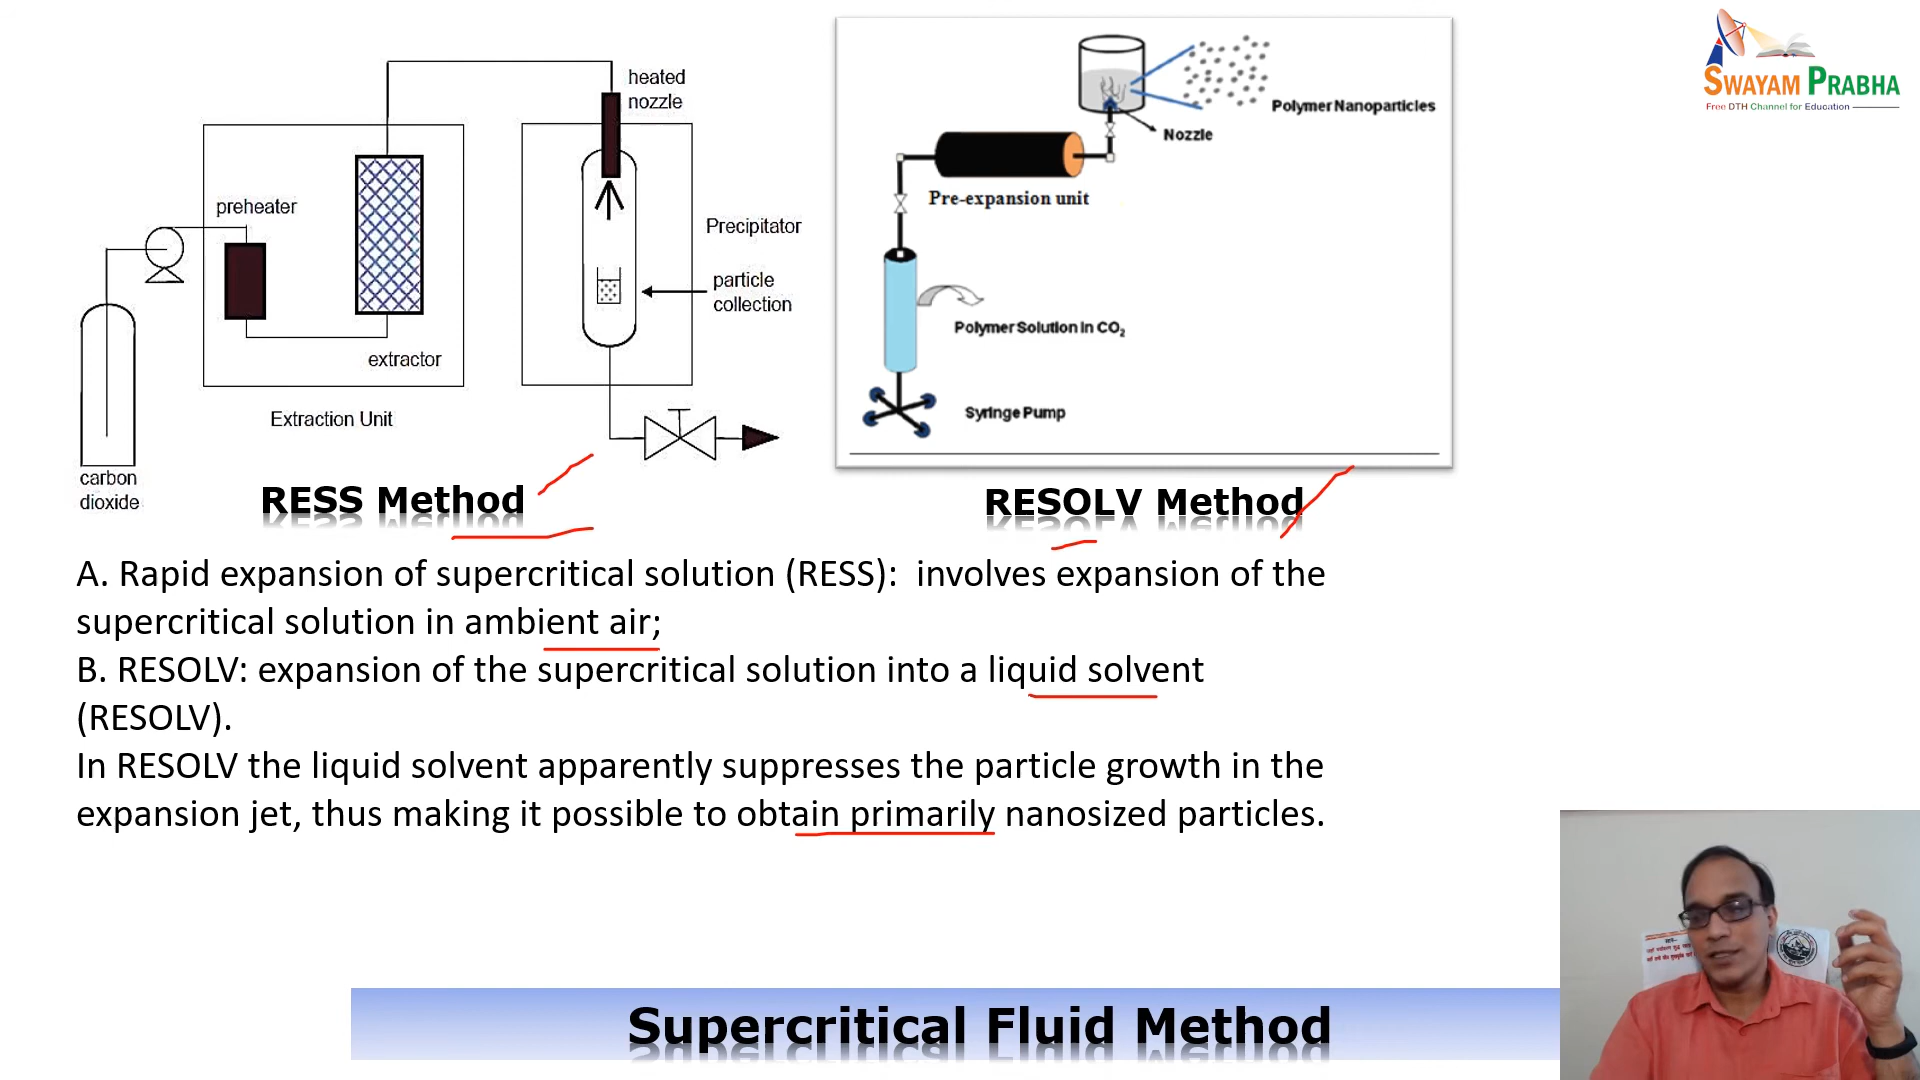 heated
nozzle
preheater
Precipitator
particle
collection
extractor
Extraction Unit
carbon
dioxide
RESS Method
Polymer Nanoparticles
Nozzle
Pre-expansion unit
Polymer Solution in CO₂
Syringe Pump
RESOLV Method
SWAYAM PRABHA
Free DTH Channel for Education
A. Rapid expansion of supercritical solution (RESS):  involves expansion of the
supercritical solution in ambient air;
B. RESOLV: expansion of the supercritical solution into a liquid solvent
(RESOLV).
In RESOLV the liquid solvent apparently suppresses the particle growth in the
expansion jet, thus making it possible to obtain primarily nanosized particles.
Supercritical Fluid Method